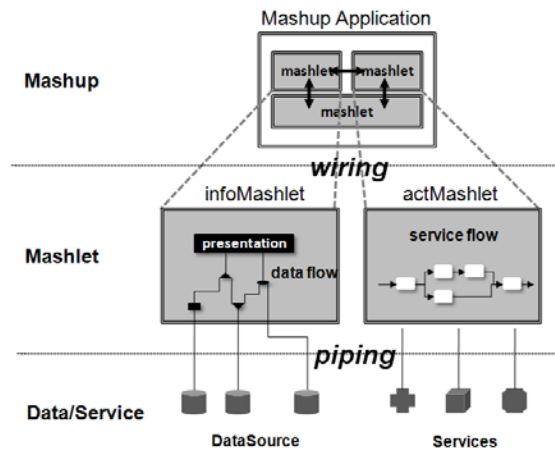 Mashup Application
Mashup
mashlet
mashlet
mashlet
wiring
infoMashlet
actMashlet
Mashlet
presentation
data flow
service flow
piping
Data/Service
DataSource
Services